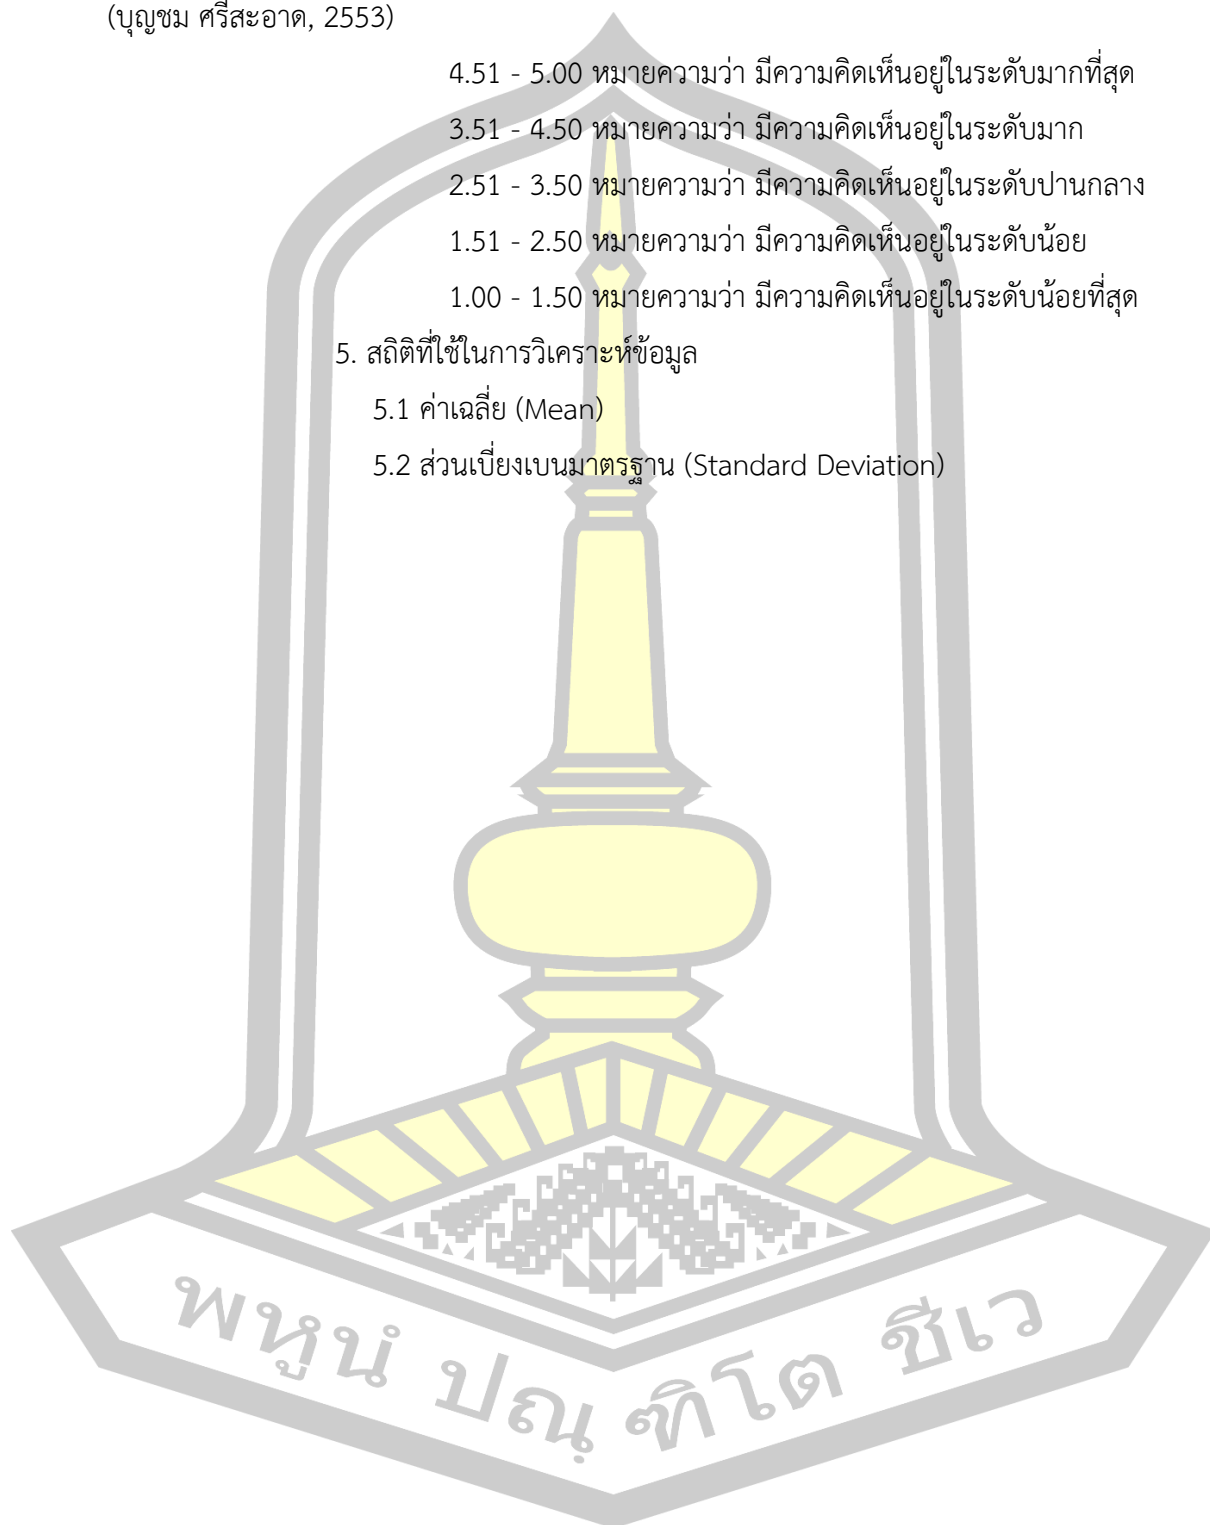 (บุญชม ศรีสะอาด, 2553)
4.51 - 5.00 หมายความว่า มีความคิดเห็นอยู่ในระดับมากที่สุด
3.51 - 4.50 หมายความว่า มีความคิดเห็นอยู่ในระดับมาก
2.51 - 3.50 หมายความว่า มีความคิดเห็นอยู่ในระดับปานกลาง
1.51 - 2.50 หมายความว่า มีความคิดเห็นอยู่ในระดับน้อย
1.00 - 1.50 หมายความว่า มีความคิดเห็นอยู่ในระดับน้อยที่สุด
5. สถิติที่ใช้ในการวิเคราะห์ข้อมูล
5.1 ค่าเฉลี่ย (Mean)
5.2 ส่วนเบี่ยงเบนมาตรฐาน (Standard Deviation)
พหูนํ ปณฺ ฑิโต ชีเว